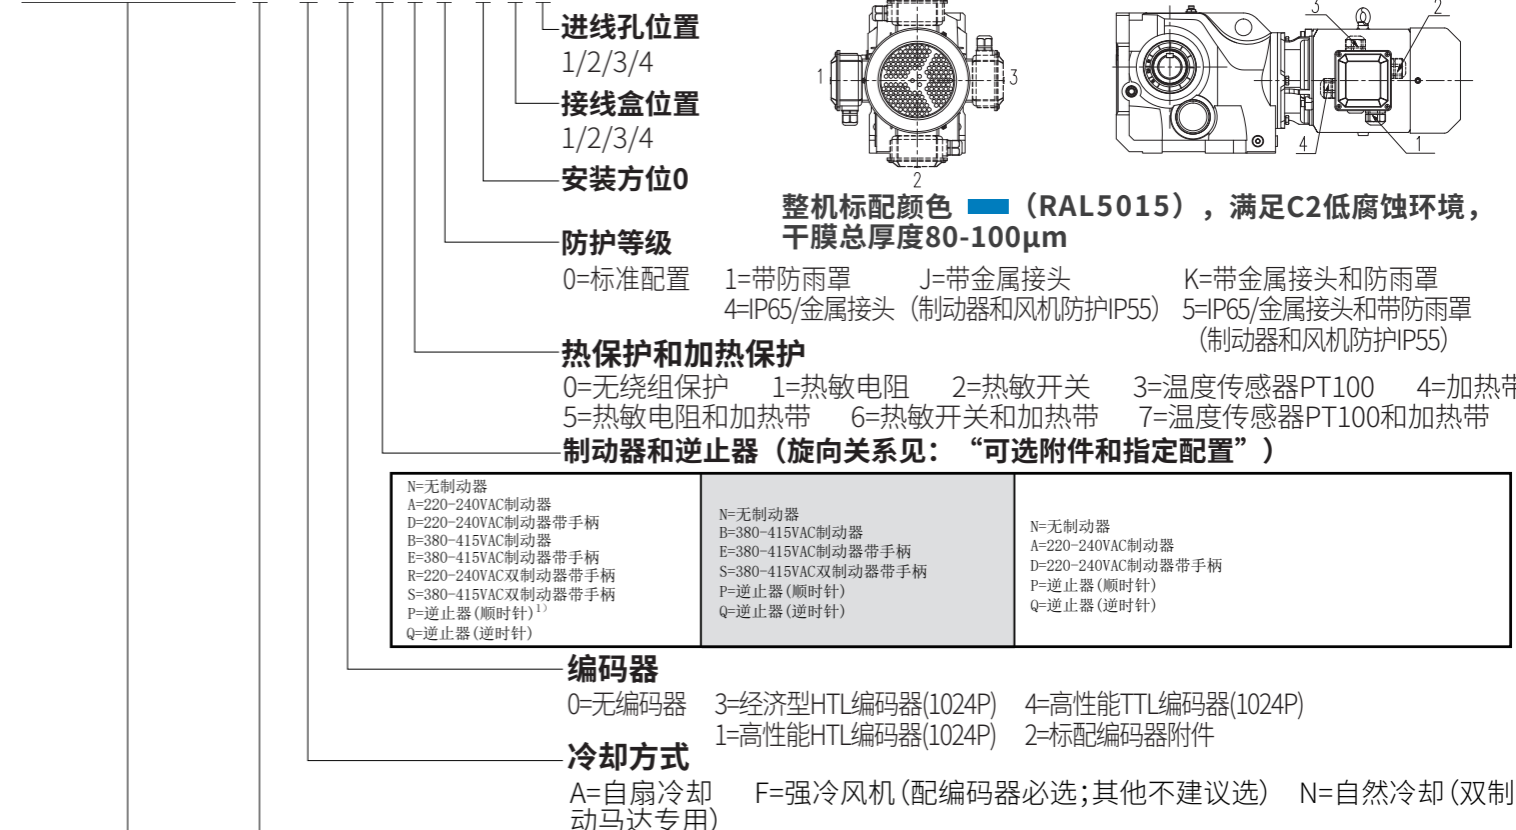 进线孔位置
1/2/3/4
接线盒位置
1/2/3/4
安装方位0
1
3
2
3
2
4
1
整机标配颜色 （RAL5015），满足C2低腐蚀环境，
干膜总厚度80-100μm
防护等级
0=标准配置 1=带防雨罩 J=带金属接头 K=带金属接头和防雨罩
4=IP65/金属接头（制动器和风机防护IP55） 5=IP65/金属接头和带防雨罩
（制动器和风机防护IP55）
热保护和加热保护
0=无绕组保护 1=热敏电阻 2=热敏开关 3=温度传感器PT100 4=加热带
5=热敏电阻和加热带 6=热敏开关和加热带 7=温度传感器PT100和加热带
制动器和逆止器（旋向关系见：“可选附件和指定配置”）
N=无制动器
A=220-240VAC制动器
D=220-240VAC制动器带手柄
B=380-415VAC制动器
E=380-415VAC制动器带手柄
R=220-240VAC双制动器带手柄
S=380-415VAC双制动器带手柄
P=逆止器(顺时针)1)
Q=逆止器(逆时针)
N=无制动器
B=380-415VAC制动器
E=380-415VAC制动器带手柄
S=380-415VAC双制动器带手柄
P=逆止器(顺时针)
Q=逆止器(逆时针)
N=无制动器
A=220-240VAC制动器
D=220-240VAC制动器带手柄
P=逆止器(顺时针)
Q=逆止器(逆时针)
编码器
0=无编码器 3=经济型HTL编码器(1024P) 4=高性能TTL编码器(1024P)
1=高性能HTL编码器(1024P) 2=标配编码器附件
冷却方式
A=自扇冷却 F=强冷风机（配编码器必选；其他不建议选） N=自然冷却（双制
动马达专用）